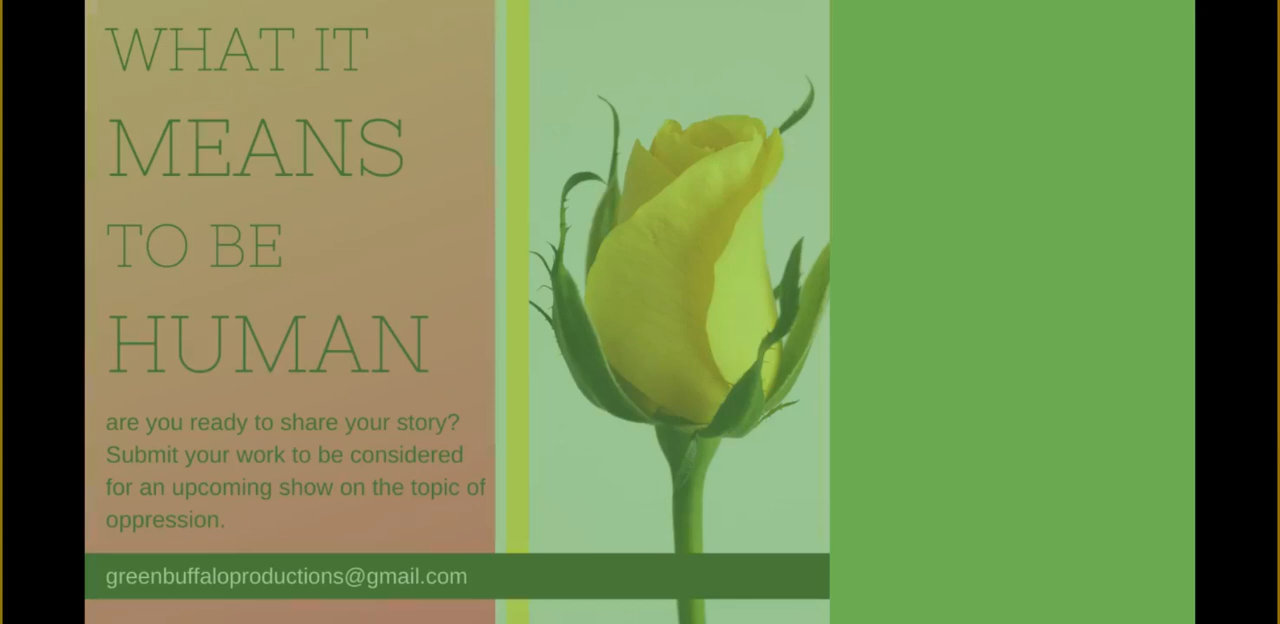 WHAT IT
MEANS
TO BE
HUMAN
are you ready to share your story?
Submit your work to be considered
for an upcoming show on the topic of
oppression.
greenbuffaloproductions@gmail.com